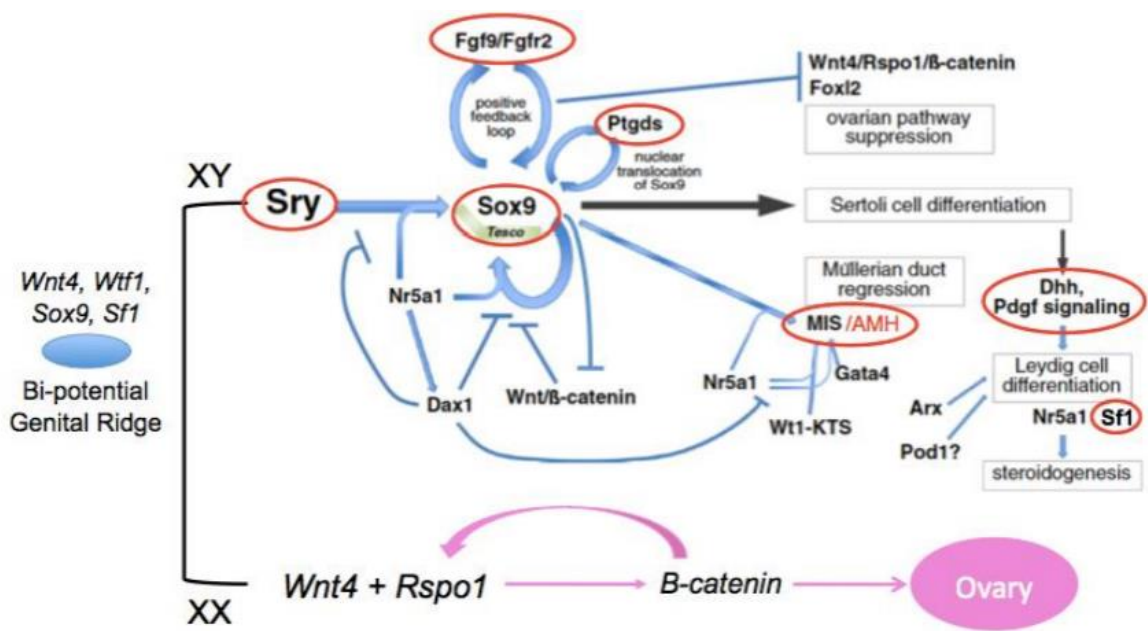 Fgf9/Fgfr2
positive
feedback
loop
Wnt4/Rspo1/ß-catenin
Foxl2
ovarian pathway
suppression
Ptgds
nuclear
translocation
of Sox9
XY
Sry
Sox9
Tesco
Sertoli cell differentiation
Wnt4, Wtf1,
Sox9, Sf1
Bi-potential
Genital Ridge
Nr5a1
Dax1
Wnt/ß-catenin
Müllerian duct
regression
MIS /AMH
Nr5a1
Gata4
Wt1-KTS
Dhh,
Pdgf signaling
Leydig cell
differentiation
Arx
Pod1?
Nr5a1 Sf1
steroidogenesis
XX
Wnt4 + Rspo1
B-catenin
Ovary